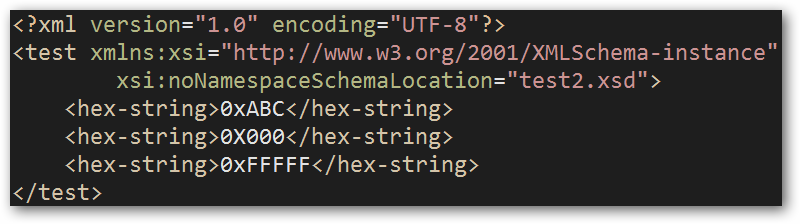 <?xml version="1.0" encoding="UTF-8"?>
<test xmlns:xsi="http://www.w3.org/2001/XMLSchema-instance"
xsi:noNamespaceSchemaLocation="test2.xsd">
<hex-string>0xABC</hex-string>
<hex-string>0X000</hex-string>
<hex-string>0xFFFFF</hex-string>
</test>